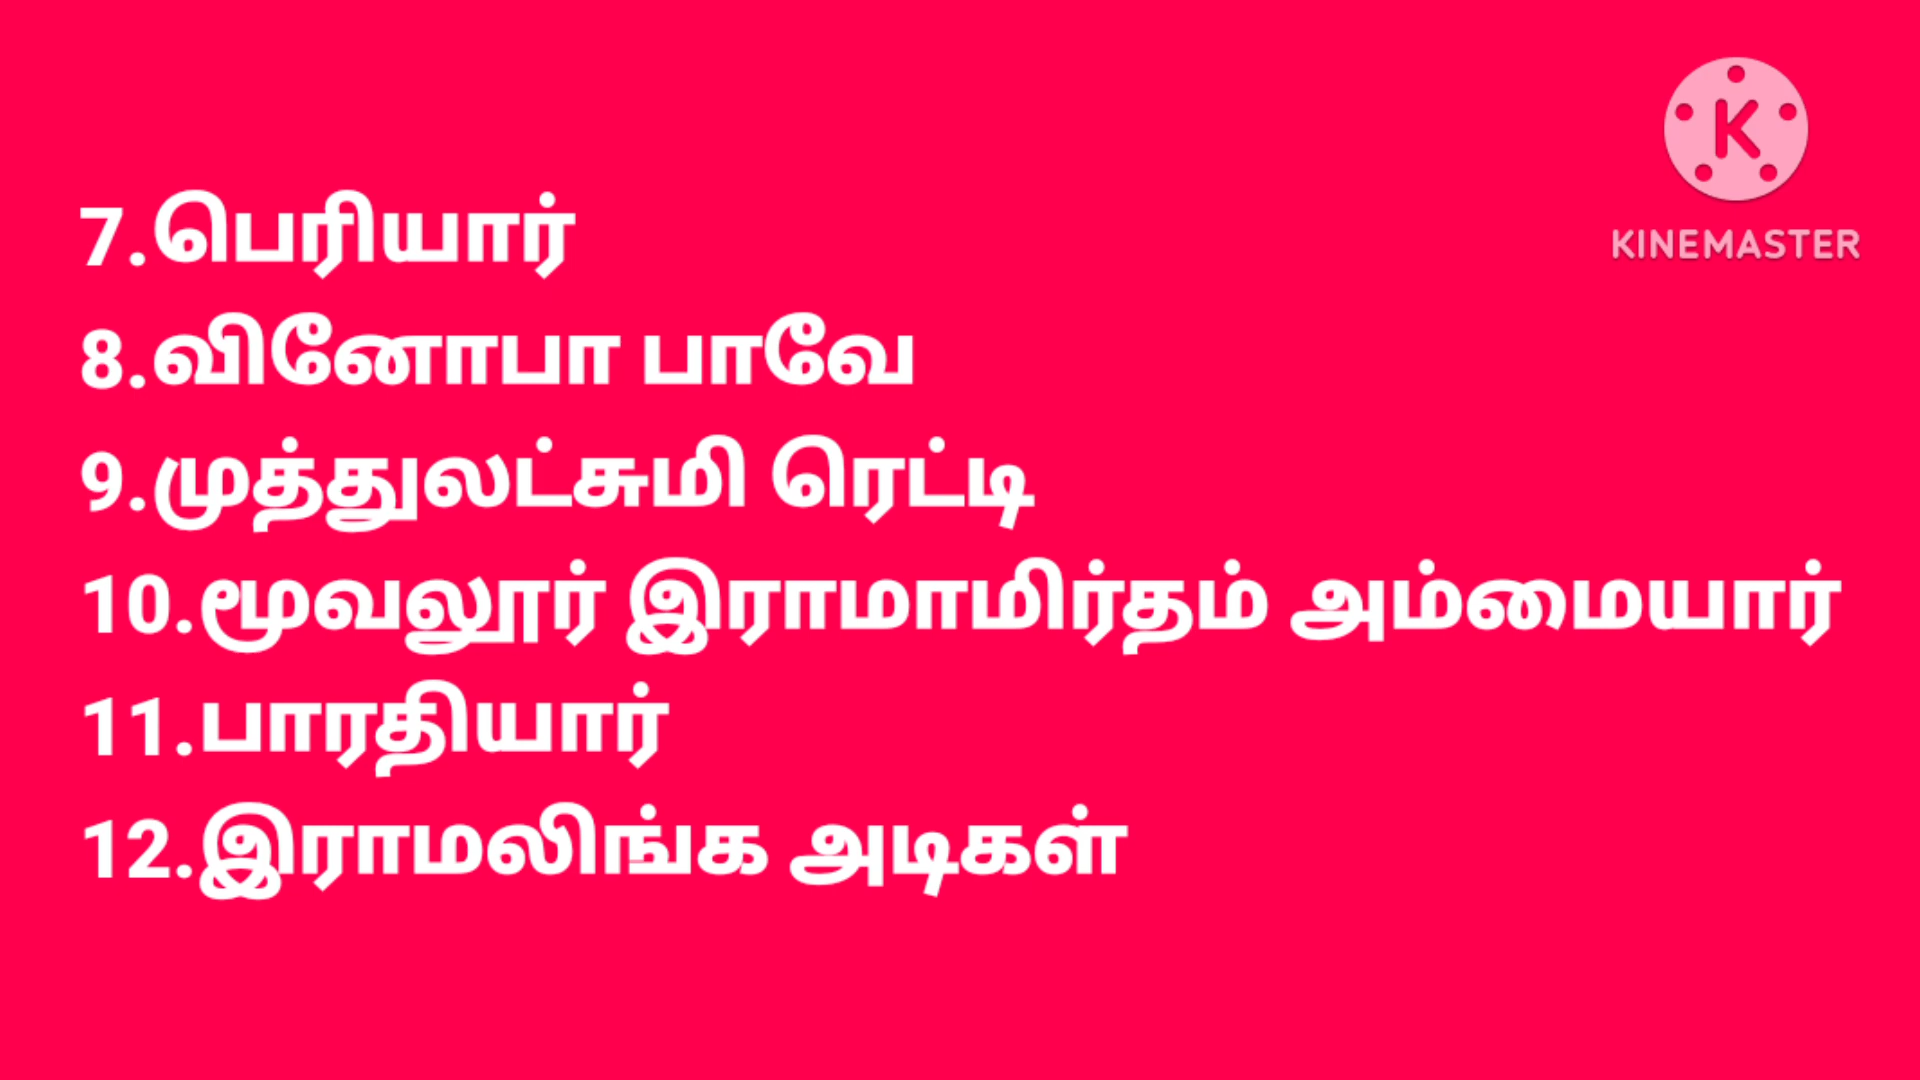 KINEMASTER
7.பெரியார்
8.வினோபா பாவே
9.முத்துலட்சுமி ரெட்டி
10.மூவலூர் இராமாமிர்தம் அம்மையார்
11.பாரதியார்
12.இராமலிங்க அடிகள்